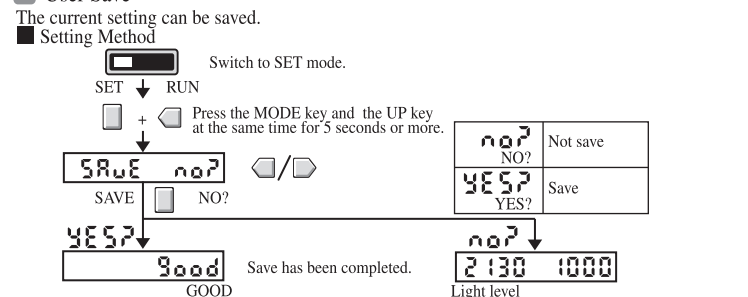 User Save
The current setting can be saved.
Setting Method
Switch to SET mode.
SET RUN
+
Press the MODE key and the UP key
at the same time for 5 seconds or more.
SAvE no?
/
SAVE NO?
no?
NO?
Not save
YES?
YES?
Save
YES?
good
GOOD
Save has been completed.
no?
2130 1000
Light level